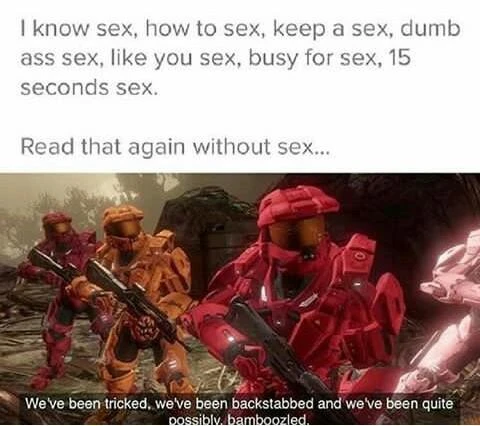 I know sex, how to sex, keep a sex, dumb
ass sex, like you sex, busy for sex, 15
seconds sex.
Read that again without sex...
We've been tricked, we've been backstabbed and we've been quite
possibly, bamboozled.